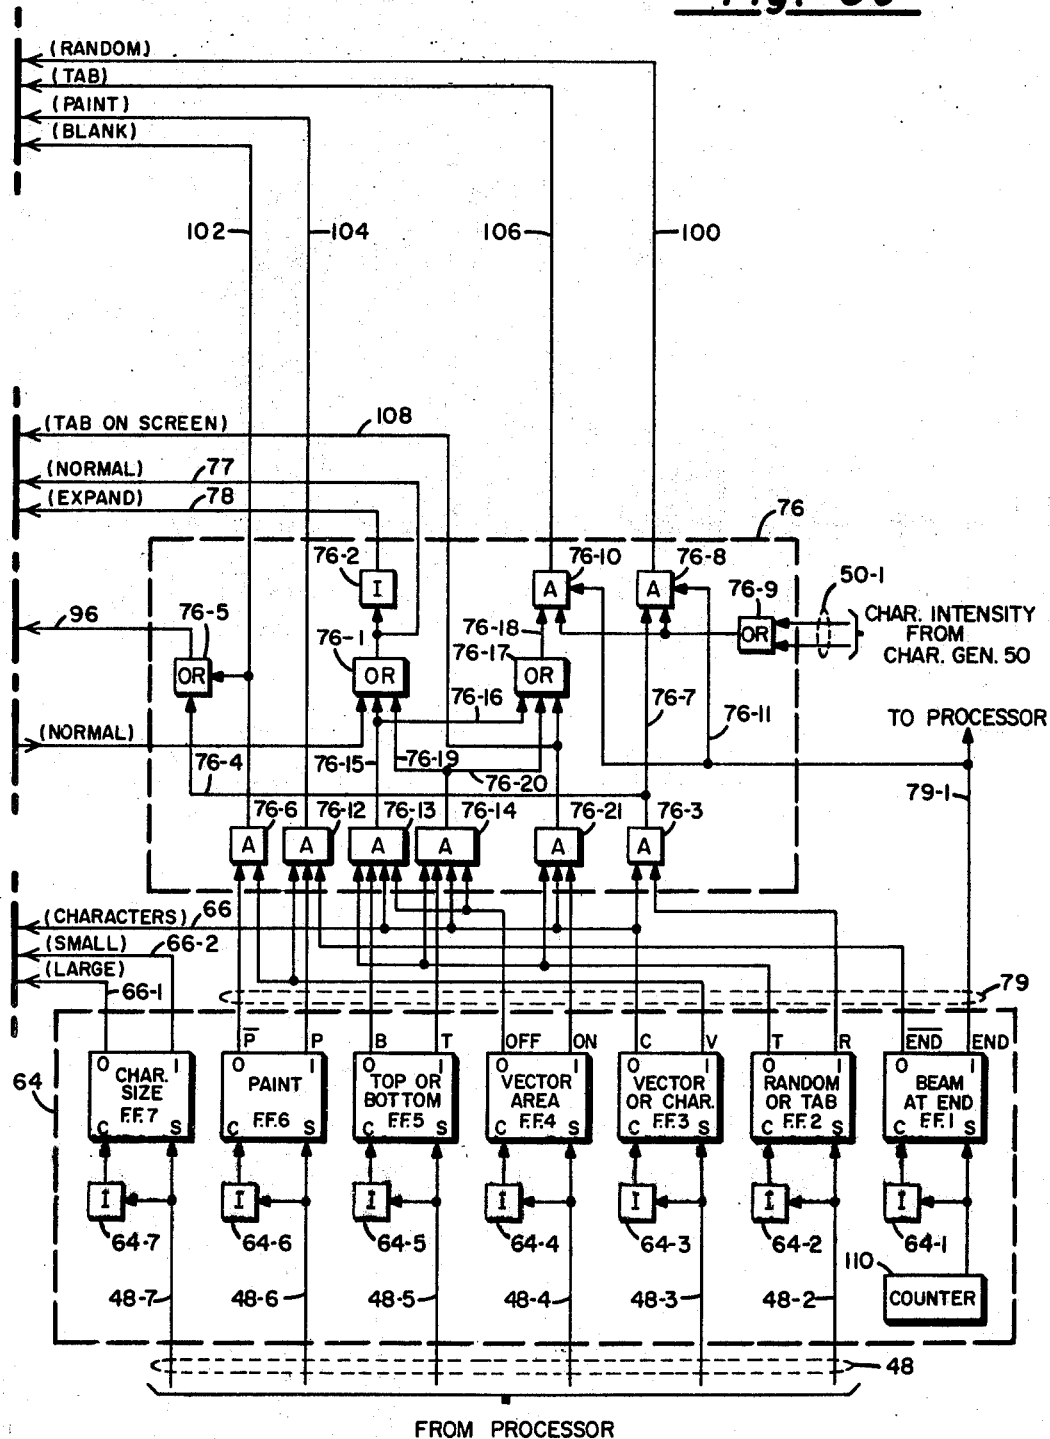 (RANDOM)
(TAB)
(PAINT)
(BLANK)
102 104 106 100
(TAB ON SCREEN) 108
(NORMAL) 77
(EXPAND) 78
76
76-2 76-10 76-8
I A A 76-9 50-1
96 76-5 76-1 76-18 OR CHAR. INTENSITY
FROM
76-17 CHAR. GEN. 50
OR OR OR
76-16 76-7 76-11 TO PROCESSOR
(NORMAL)
76-4 76-15 76-19 76-20
79-1
76-6 76-12 76-13 76-14 76-21 76-3
A A A A A A
(CHARACTERS) 66
(SMALL) 66-2
(LARGE)
66-1 79
P̅ P B T OFF ON C V T R E̅N̅D̅ END
64
0 I 0 I 0 I 0 I 0 I 0 I 0 I
CHAR. SIZE F.F.7
PAINT F.F.6
TOP OR BOTTOM F.F.5
VECTOR AREA F.F.4
VECTOR OR CHAR. F.F.3
RANDOM OR TAB F.F.2
BEAM AT END F.F.1
C S C S C S C S C S C S C S
I I I I I I I
64-7 64-6 64-5 64-4 64-3 64-2 64-1
110
48-7 48-6 48-5 48-4 48-3 48-2 COUNTER
48
FROM PROCESSOR